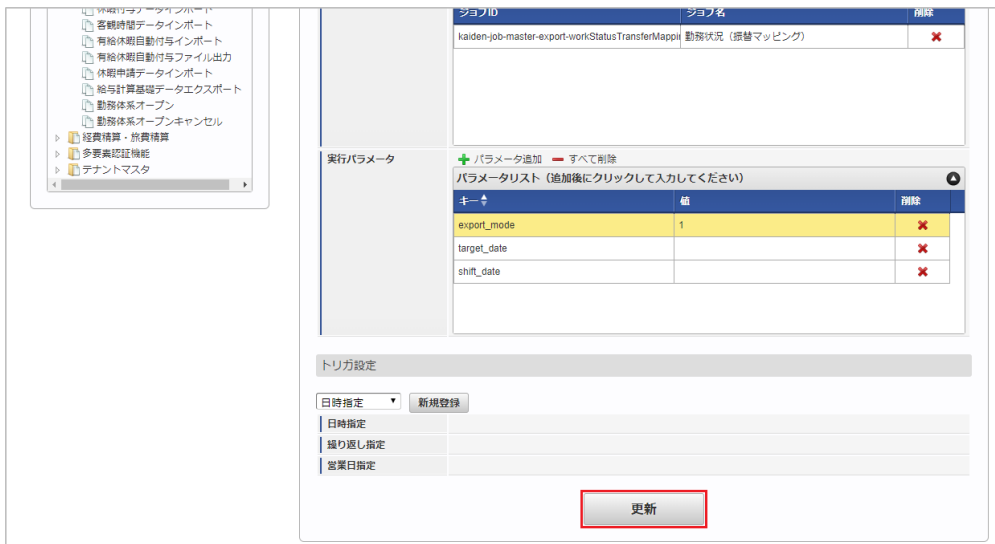 休暇付与データインポート
客観時間データインポート
有給休暇自動付与インポート
有給休暇自動付与ファイル出力
休暇申請データインポート
給与計算基礎データエクスポート
勤務体系オープン
勤務体系オープンキャンセル
経費精算・旅費精算
多要素認証機能
テナントマスタ
ジョブID ジョブ名 削除
kaiden-job-master-export-workStatusTransferMappin 勤務状況（振替マッピング）
実行パラメータ パラメータ追加 すべて削除
パラメータリスト（追加後にクリックして入力してください）
キー 値 削除
export_mode 1
target_date
shift_date
トリガ設定
日時指定 新規登録
日時指定
繰り返し指定
営業日指定
更新